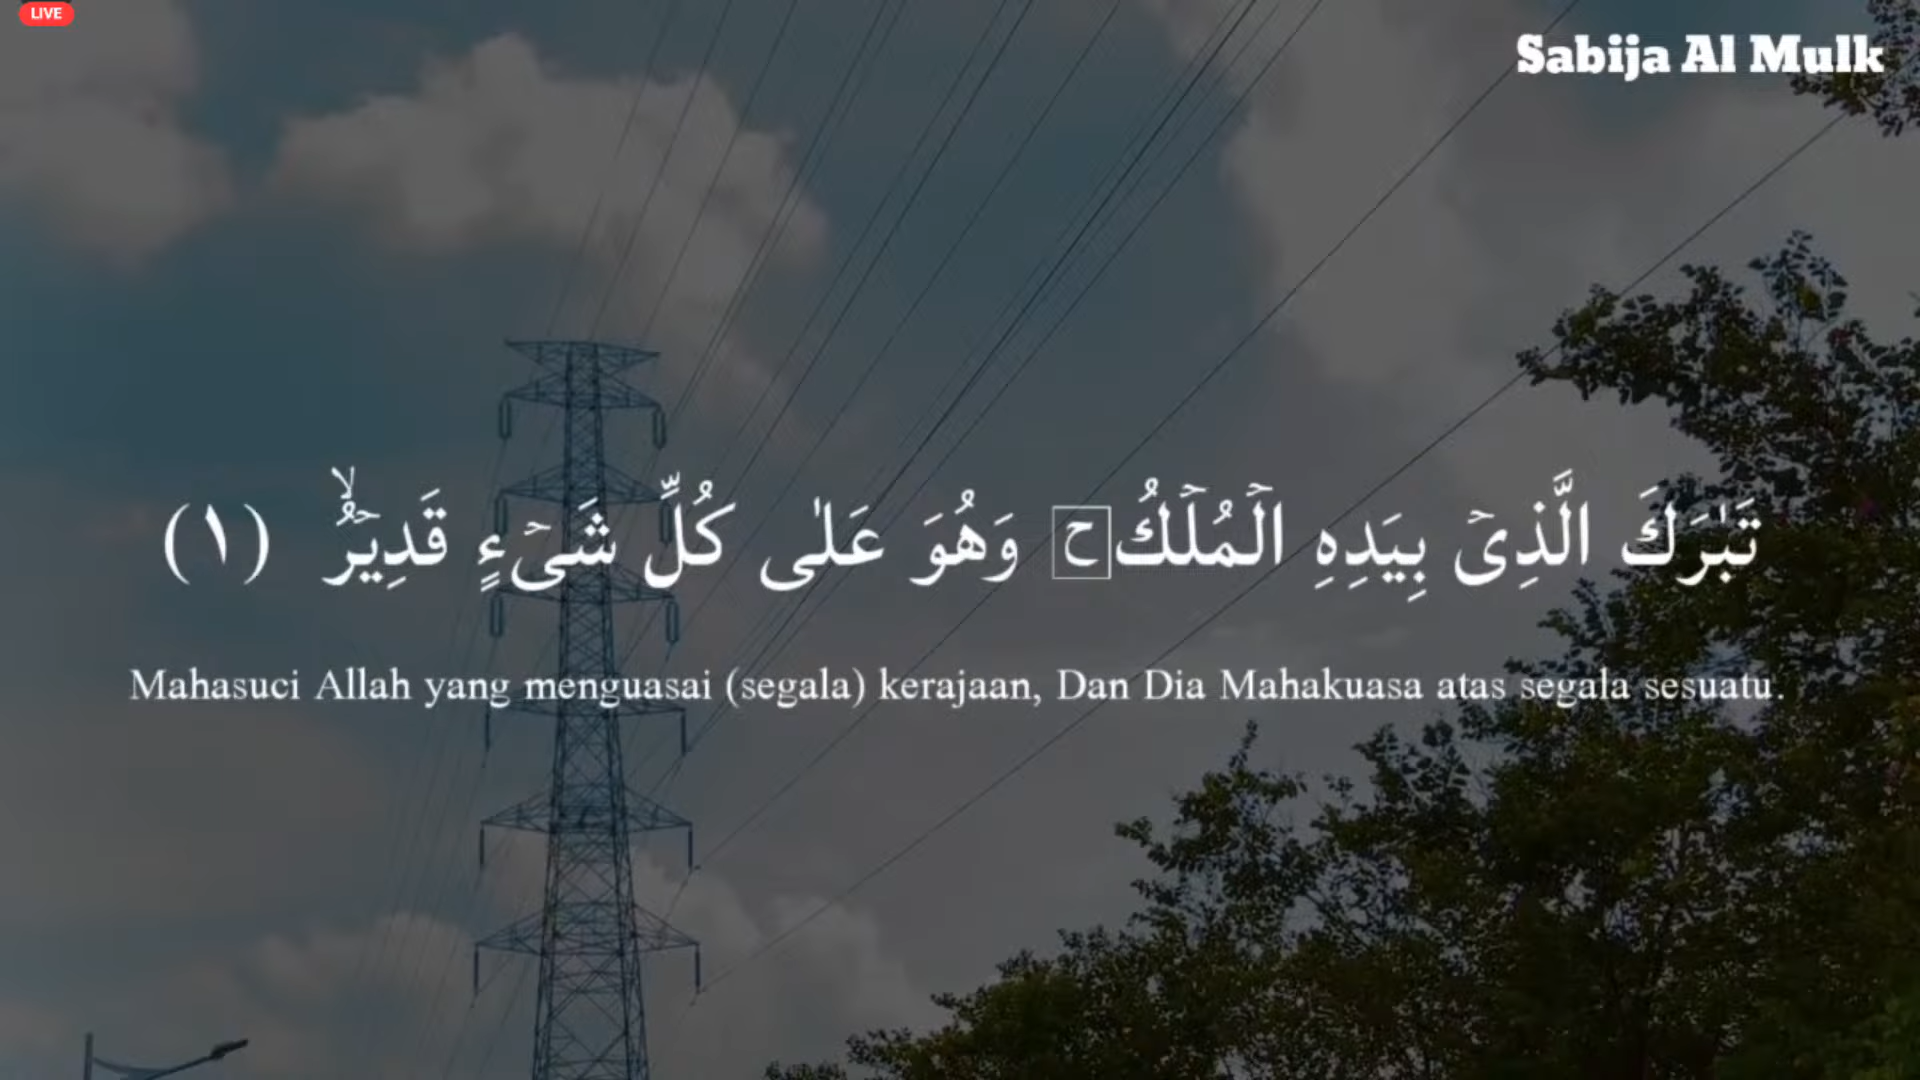 LIVE
Sabija Al Mulk
تَبٰرَكَ الَّذِىۡ بِيَدِهِ الۡمُلۡكُ ح وَهُوَ عَلٰى كُلِّ شَىۡءٍ قَدِيۡرُۙ (١)
Mahasuci Allah yang menguasai (segala) kerajaan, Dan Dia Mahakuasa atas segala sesuatu.